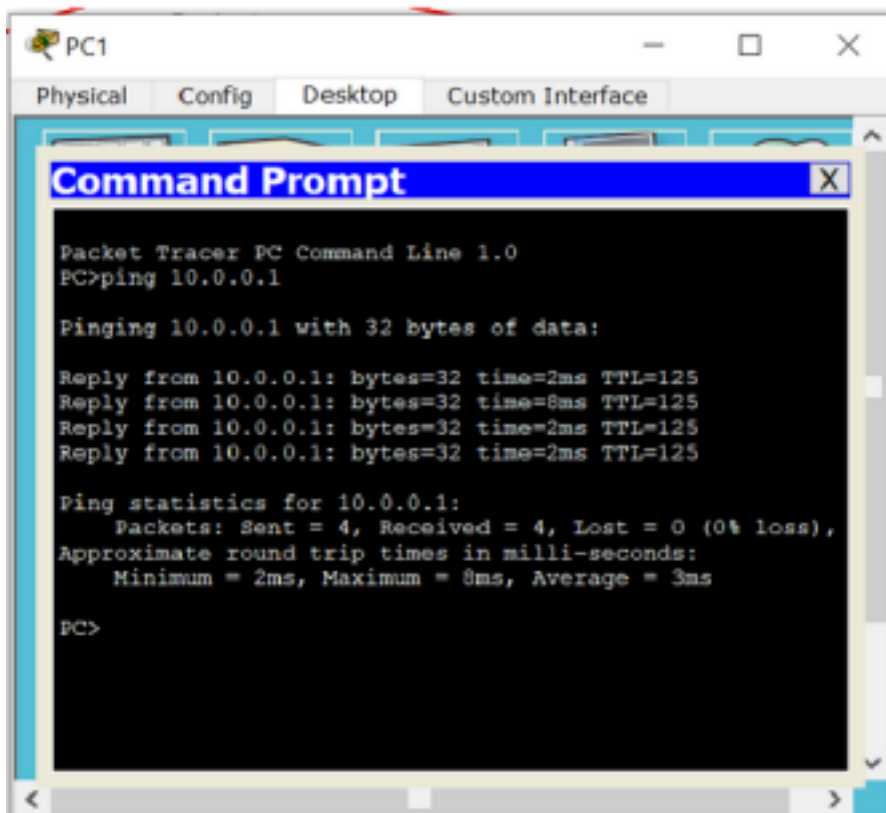 PC1
Physical Config Desktop Custom Interface
Command Prompt X
Packet Tracer PC Command Line 1.0
PC>ping 10.0.0.1
Pinging 10.0.0.1 with 32 bytes of data:
Reply from 10.0.0.1: bytes=32 time=2ms TTL=125
Reply from 10.0.0.1: bytes=32 time=8ms TTL=125
Reply from 10.0.0.1: bytes=32 time=2ms TTL=125
Reply from 10.0.0.1: bytes=32 time=2ms TTL=125
Ping statistics for 10.0.0.1:
Packets: Sent = 4, Received = 4, Lost = 0 (0% loss),
Approximate round trip times in milli-seconds:
Minimum = 2ms, Maximum = 8ms, Average = 3ms
PC>